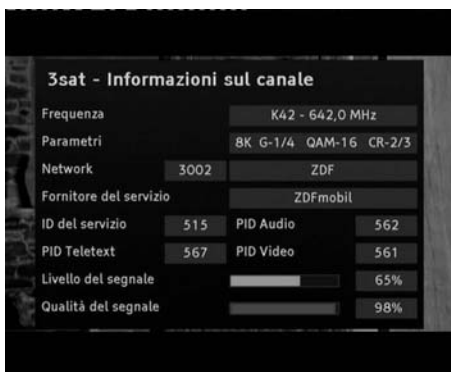 3sat - Informazioni sul canale
Frequenza K42 - 642,0 MHz
Parametri 8K G-1/4 QAM-16 CR-2/3
Network 3002 ZDF
Fornitore del servizio ZDFmobil
ID del servizio 515 PID Audio 562
PID Teletext 567 PID Video 561
Livello del segnale 65%
Qualità del segnale 98%